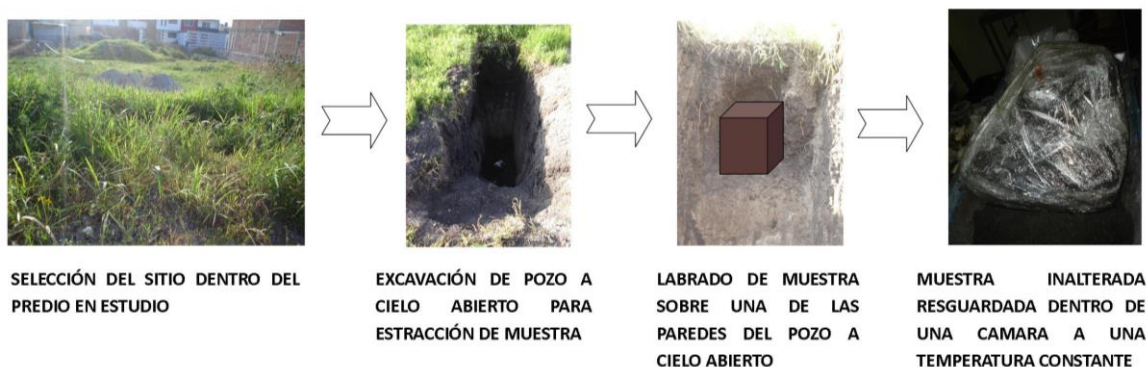 SELECCIÓN DEL SITIO DENTRO DEL
PREDIO EN ESTUDIO
EXCAVACIÓN DE POZO A
CIELO ABIERTO PARA
ESTRACCIÓN DE MUESTRA
LABRADO DE MUESTRA
SOBRE UNA DE LAS
PAREDES DEL POZO A
CIELO ABIERTO
MUESTRA INALTERADA
RESGUARDADA DENTRO DE
UNA CAMARA A UNA
TEMPERATURA CONSTANTE